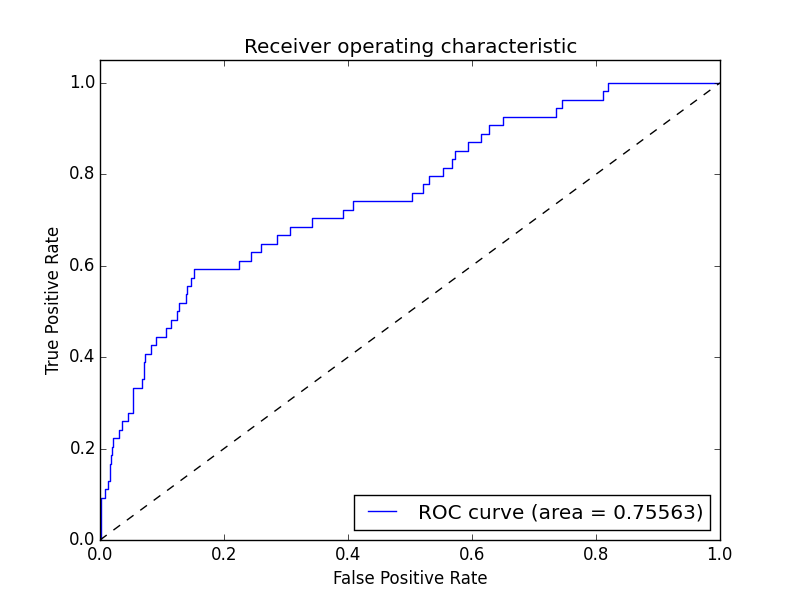 Receiver operating characteristic
1.0
0.8
0.6
0.4
0.2
0.0
True Positive Rate
ROC curve (area = 0.75563)
0.0 0.2 0.4 0.6 0.8 1.0
False Positive Rate